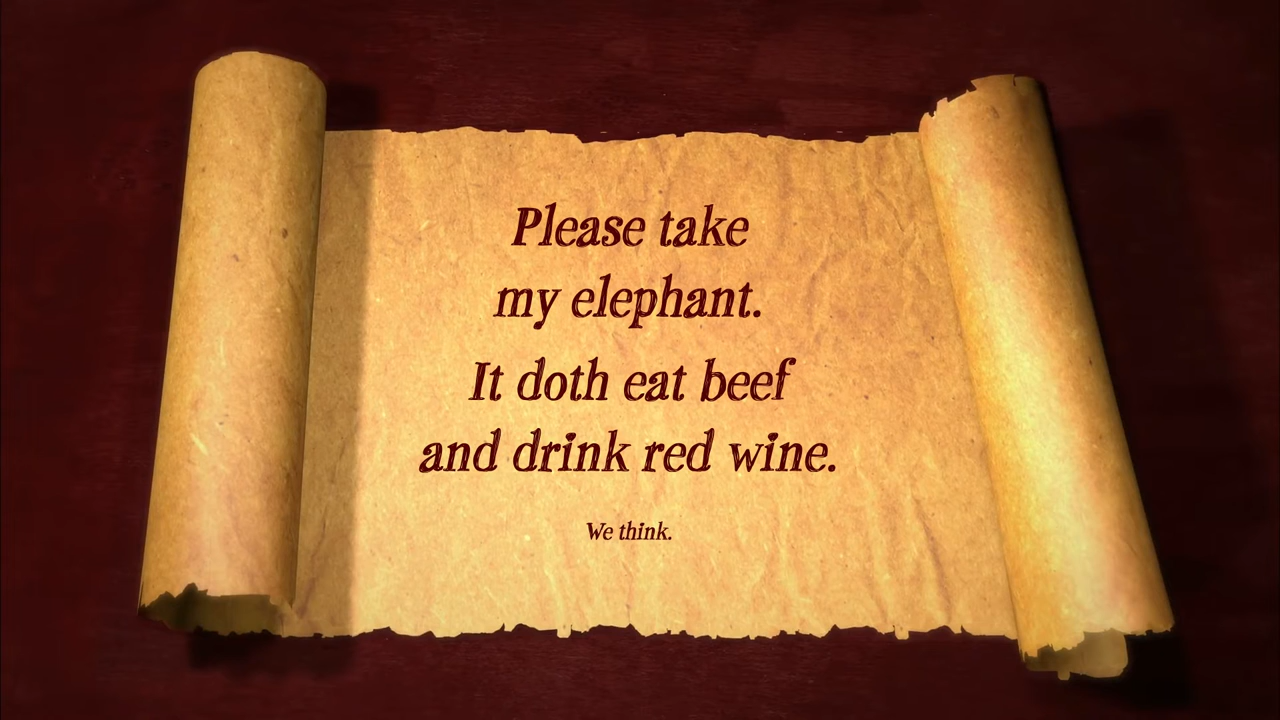 Please take
my elephant.
It doth eat beef
and drink red wine.
We think.